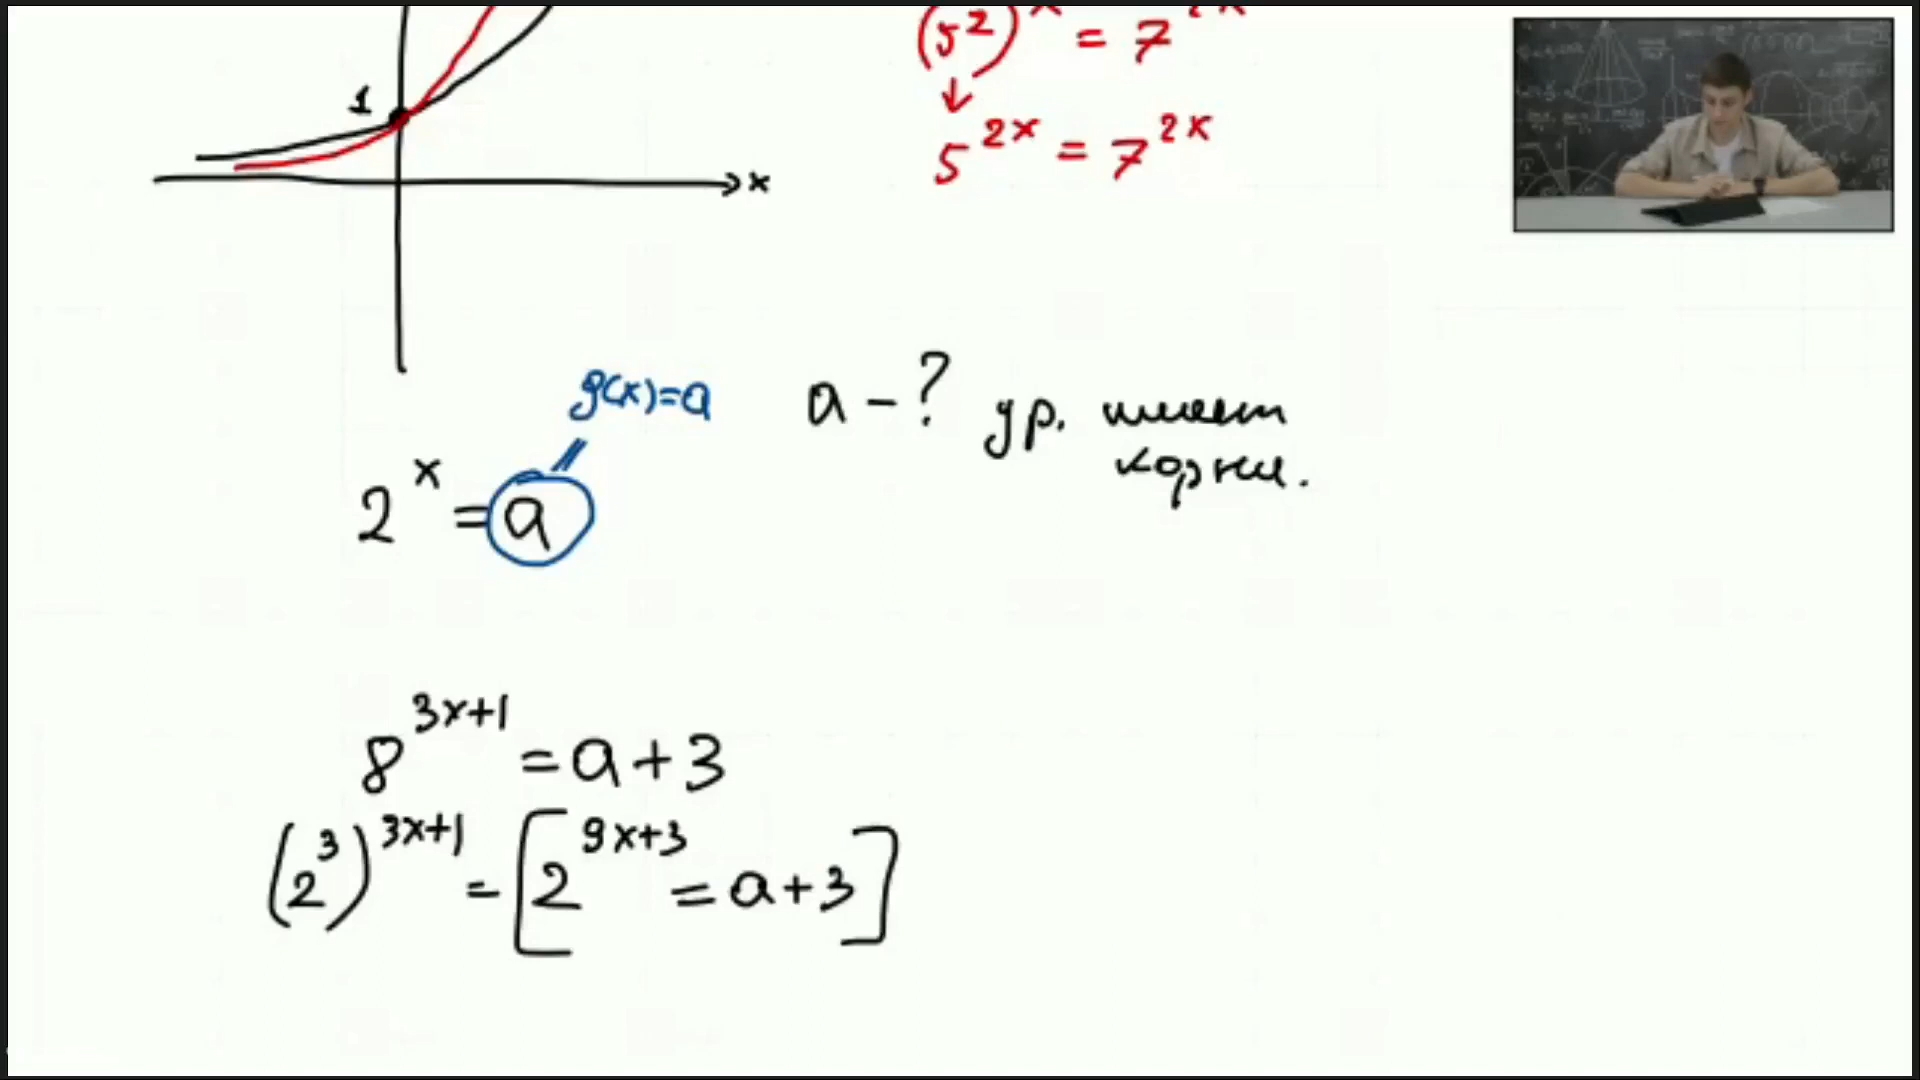 (5²)ˣ = 7²ˣ
1
5²ˣ = 7²ˣ
x
g(x)=a
a - ? ур. имеет
корни.
2ˣ = a
8³ˣ⁺¹ = a + 3
(2³)³ˣ⁺¹ = [2⁹ˣ⁺³ = a + 3]